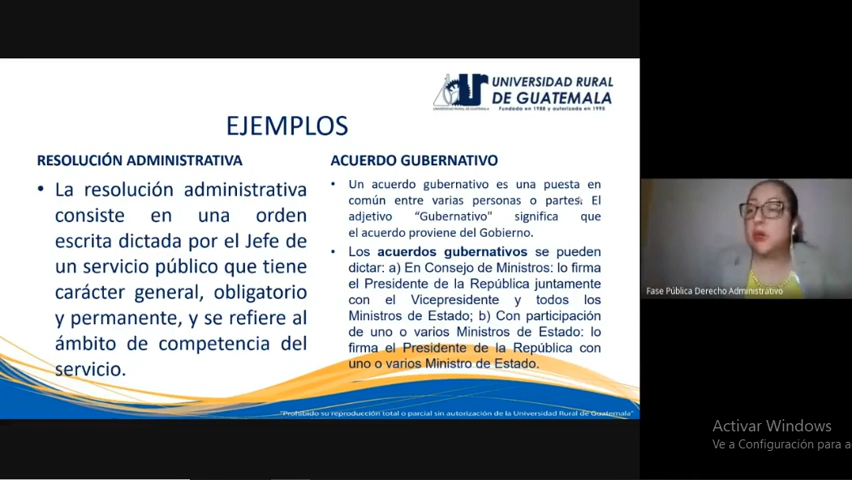 UNIVERSIDAD RURAL
DE GUATEMALA
EJEMPLOS
RESOLUCIÓN ADMINISTRATIVA
• La resolución administrativa
consiste en una orden
escrita dictada por el Jefe de
un servicio público que tiene
carácter general, obligatorio
y permanente, y se refiere al
ámbito de competencia del
servicio.
ACUERDO GUBERNATIVO
• Un acuerdo gubernativo es una puesta en
común entre varias personas o partes. El
adjetivo “Gubernativo” significa que
el acuerdo proviene del Gobierno.
• Los acuerdos gubernativos se pueden
dictar: a) En Consejo de Ministros: lo firma
el Presidente de la República juntamente
con el Vicepresidente y todos los
Ministros de Estado; b) Con participación
de uno o varios Ministros de Estado: lo
firma el Presidente de la República con
uno o varios Ministro de Estado.
"Prohibido su reproducción total o parcial sin autorización de la Universidad Rural de Guatemala"
Fase Pública Derecho Administrativo
Activar Windows
Ve a Configuración para a